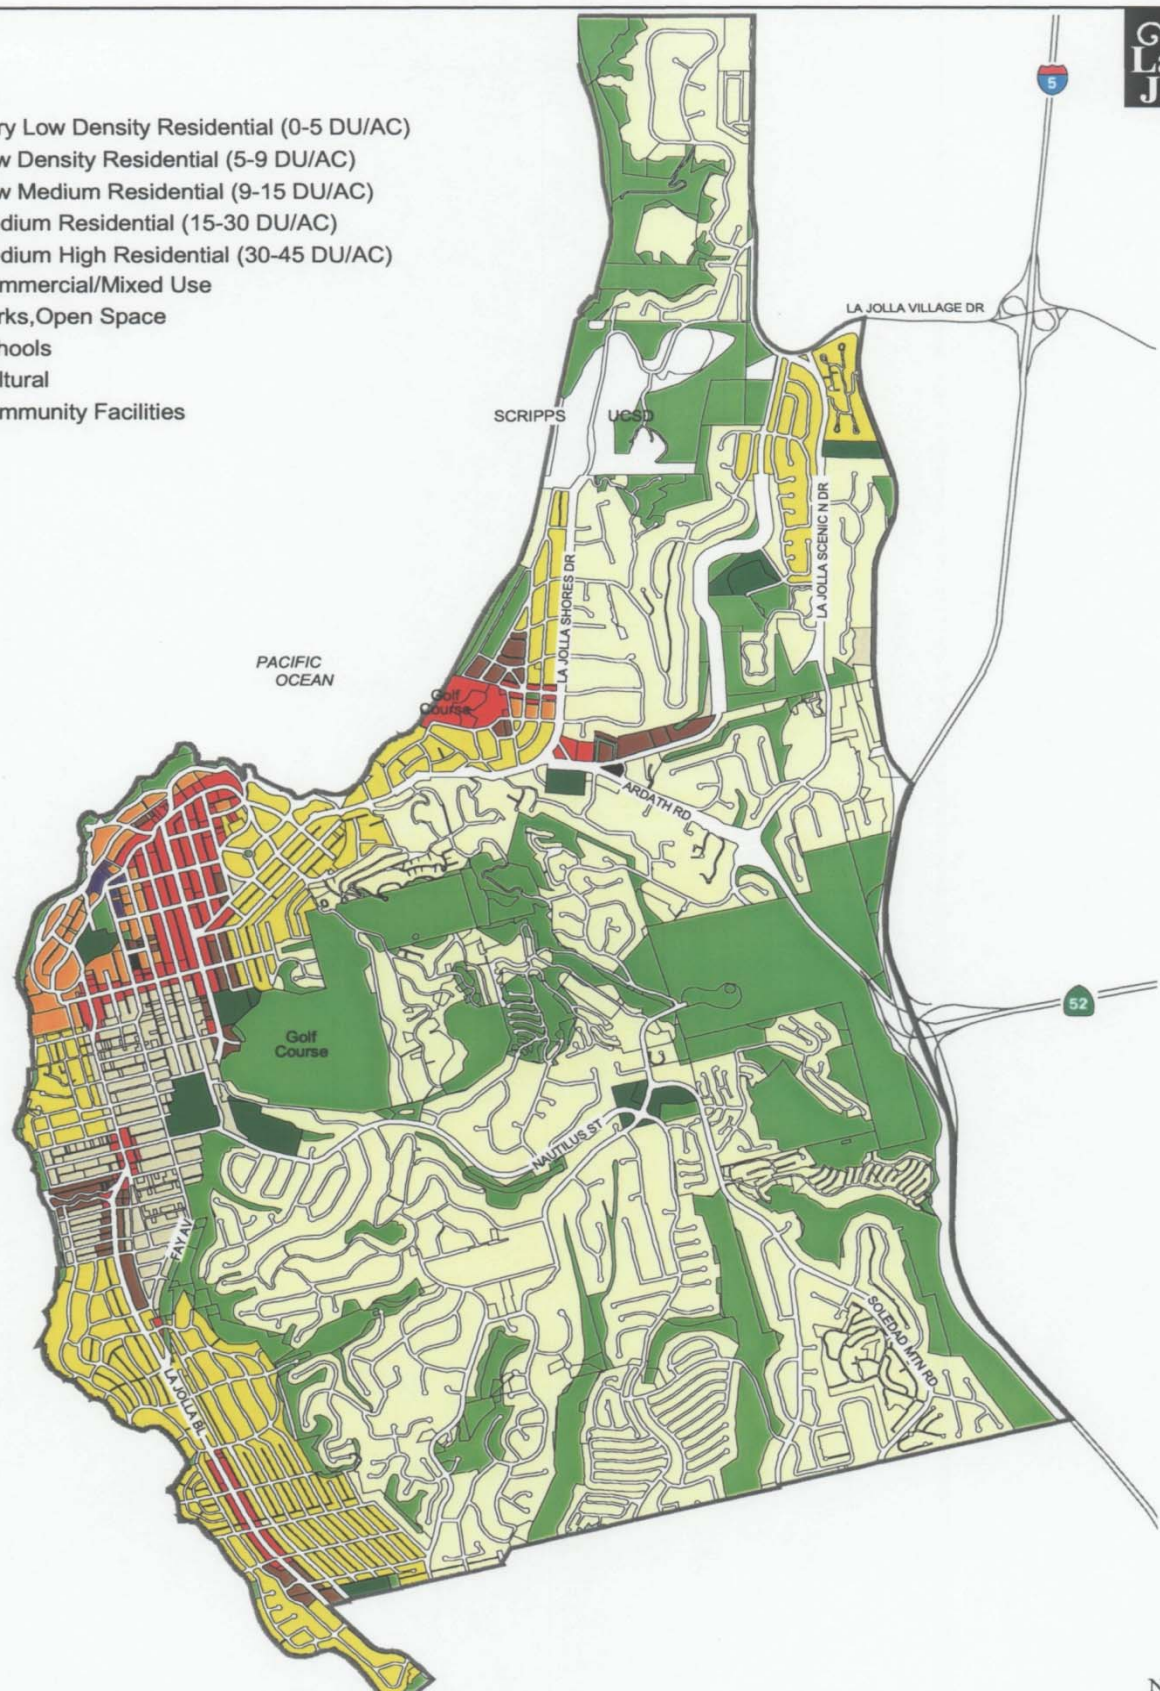 5
La
J
ry Low Density Residential (0-5 DU/AC)
w Density Residential (5-9 DU/AC)
w Medium Residential (9-15 DU/AC)
edium Residential (15-30 DU/AC)
edium High Residential (30-45 DU/AC)
mmercial/Mixed Use
rks,Open Space
hools
ltural
mmunity Facilities
LA JOLLA VILLAGE DR
SCRIPPS
UCSD
LA JOLLA SCENIC N DR
LA JOLLA SHORES DR
PACIFIC
OCEAN
Golf
Course
ARDATH RD
52
Golf
Course
NAUTILUS ST
FAY AV
SOLEDAD MTN RD
LA JOLLA BL
N